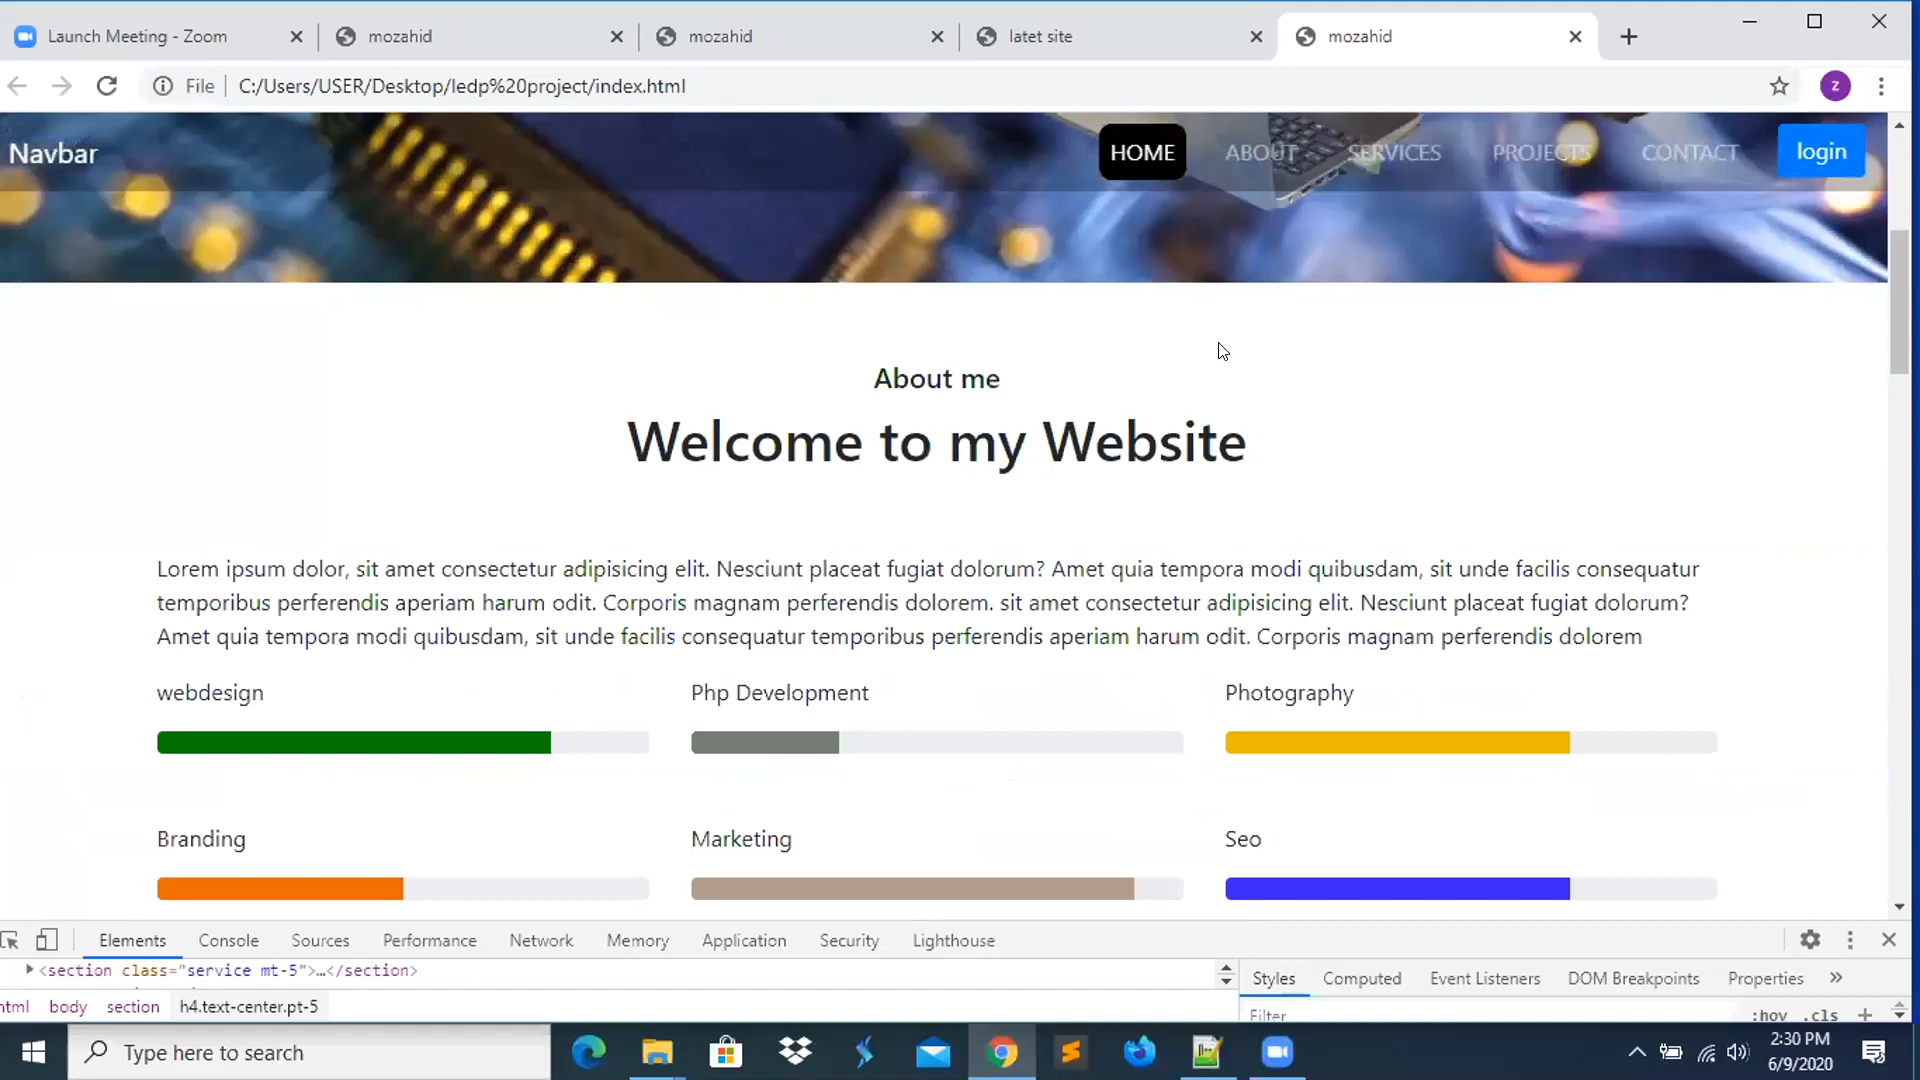 Launch Meeting - Zoom
mozahid
mozahid
latet site
mozahid
File
C:/Users/USER/Desktop/ledp%20project/index.html
z
Navbar
HOME
ABOUT
SERVICES
PROJECTS
CONTACT
login
About me
Welcome to my Website
Lorem ipsum dolor, sit amet consectetur adipisicing elit. Nesciunt placeat fugiat dolorum? Amet quia tempora modi quibusdam, sit unde facilis consequatur
temporibus perferendis aperiam harum odit. Corporis magnam perferendis dolorem. sit amet consectetur adipisicing elit. Nesciunt placeat fugiat dolorum?
Amet quia tempora modi quibusdam, sit unde facilis consequatur temporibus perferendis aperiam harum odit. Corporis magnam perferendis dolorem
webdesign
Php Development
Photography
Branding
Marketing
Seo
Elements
Console
Sources
Performance
Network
Memory
Application
Security
Lighthouse
<section class="service mt-5">…</section>
Styles
Computed
Event Listeners
DOM Breakpoints
Properties
html
body
section
h4.text-center.pt-5
Filter
:hov
.cls
Type here to search
2:30 PM
6/9/2020